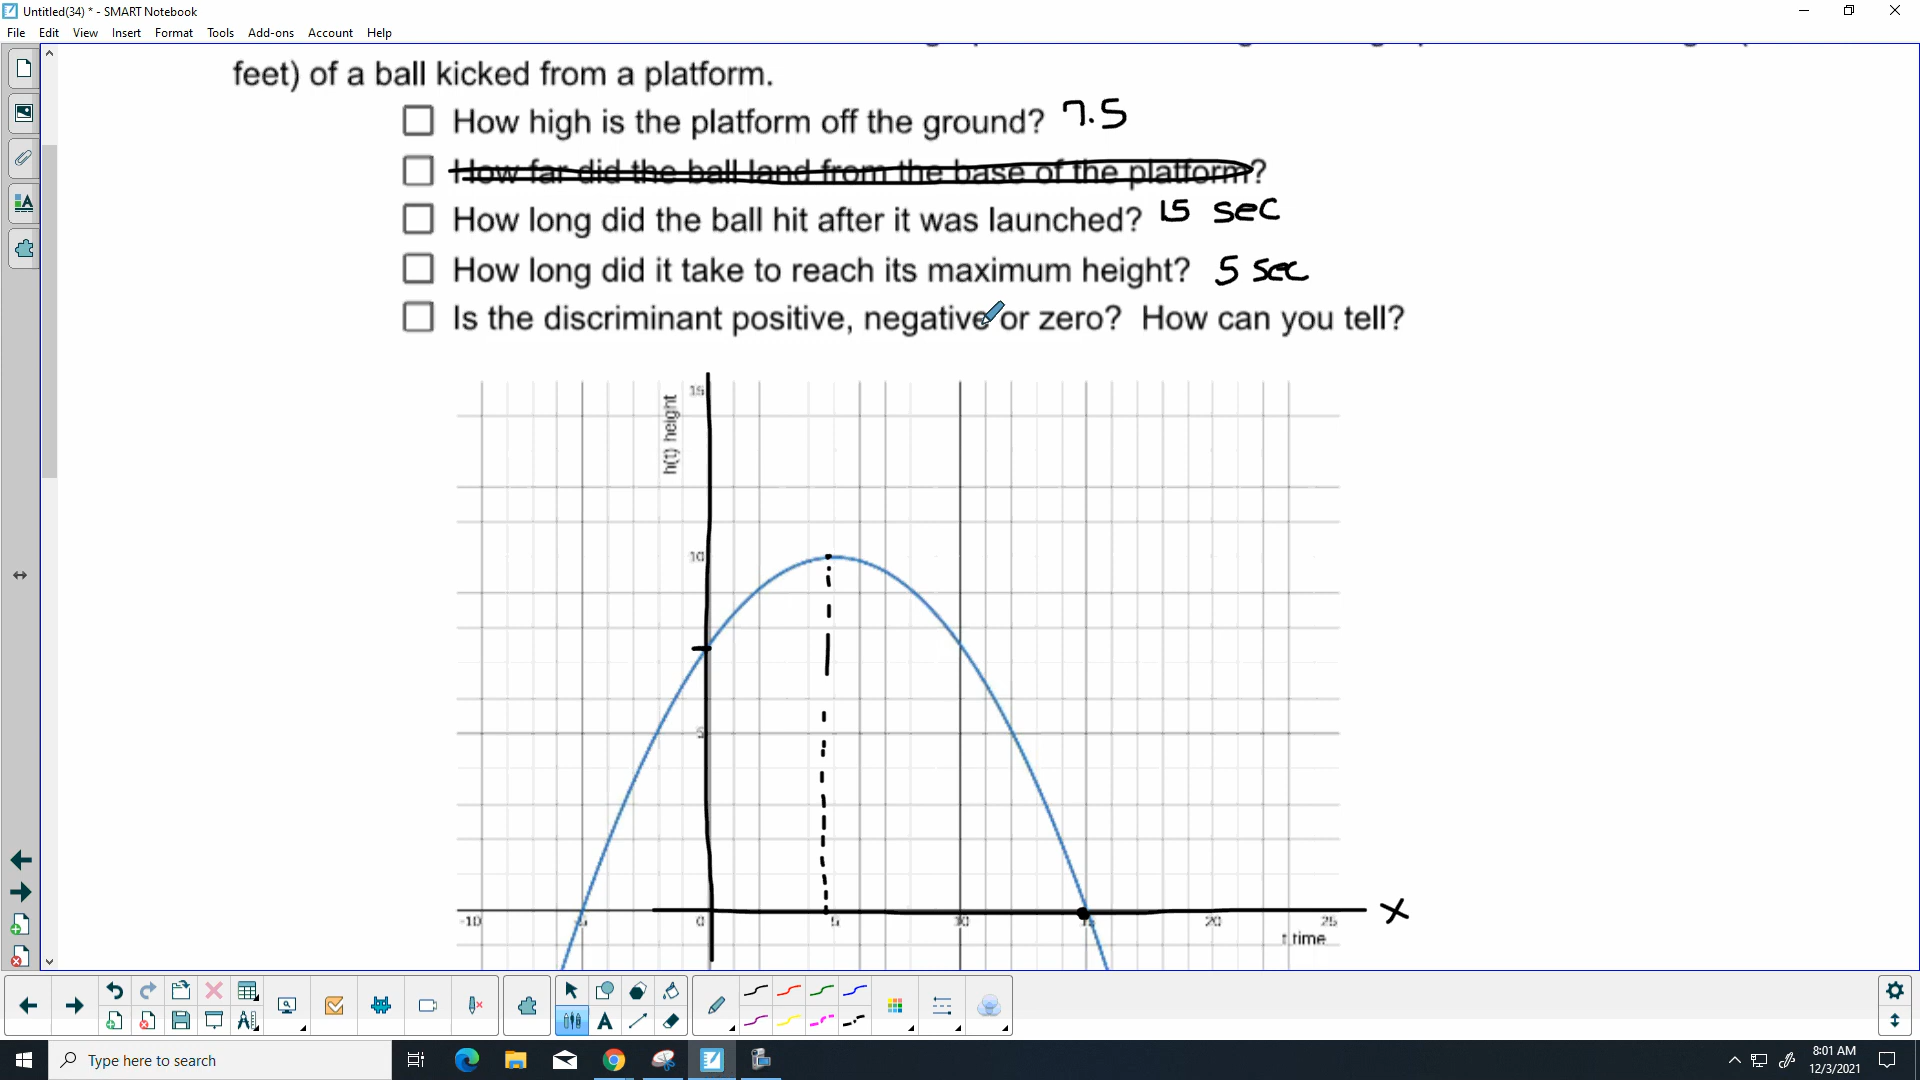 Untitled(34) * - SMART Notebook
File Edit View Insert Format Tools Add-ons Account Help
feet) of a ball kicked from a platform.
How high is the platform off the ground? 7.5
How far did the ball land from the base of the platform?
How long did the ball hit after it was launched? 15 sec
How long did it take to reach its maximum height? 5 sec
Is the discriminant positive, negative or zero? How can you tell?
15
h(t) height
10
5
-10 -5 0 5 10 15 20 25 X
t time
Type here to search
8:01 AM
12/3/2021